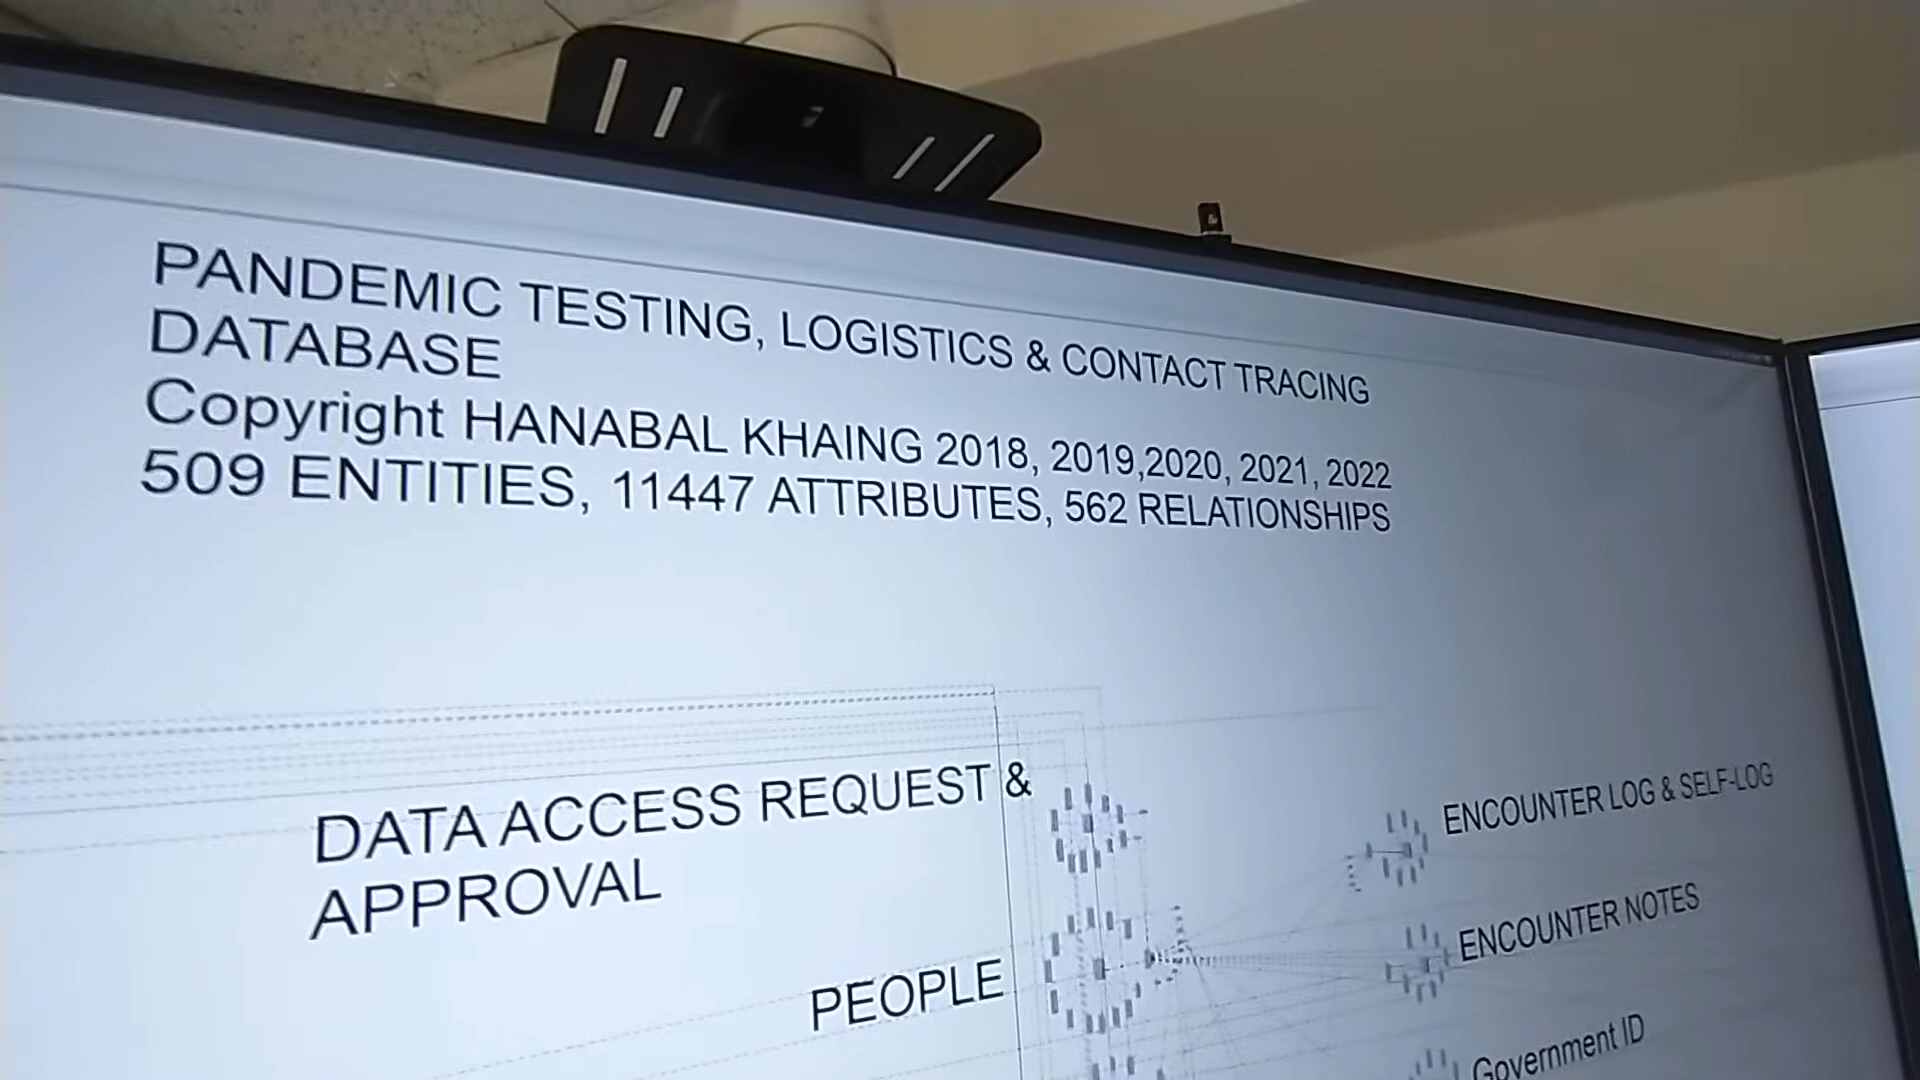 PANDEMIC TESTING, LOGISTICS & CONTACT TRACING
DATABASE
Copyright HANABAL KHAING 2018, 2019,2020, 2021, 2022
509 ENTITIES, 11447 ATTRIBUTES, 562 RELATIONSHIPS
DATA ACCESS REQUEST &
APPROVAL
ENCOUNTER LOG & SELF-LOG
PEOPLE
ENCOUNTER NOTES
Government ID